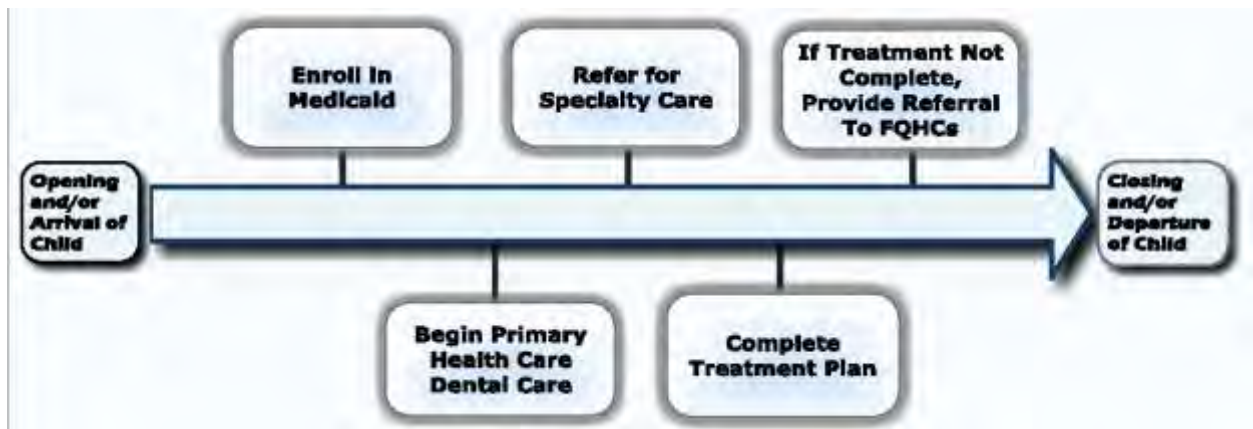 Opening
and/or
Arrival of
Child
Enroll in
Medicaid
Begin Primary
Health Care
Dental Care
Refer for
Specialty Care
Complete
Treatment Plan
If Treatment Not
Complete,
Provide Referral
To FQHCs
Closing
and/or
Departure
of Child